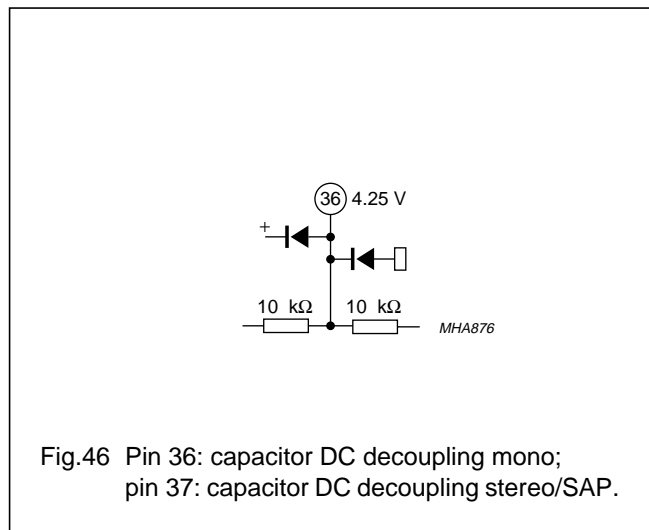 36 4.25 V
+
10 kΩ 10 kΩ
MHA876
Fig.46 Pin 36: capacitor DC decoupling mono;
pin 37: capacitor DC decoupling stereo/SAP.